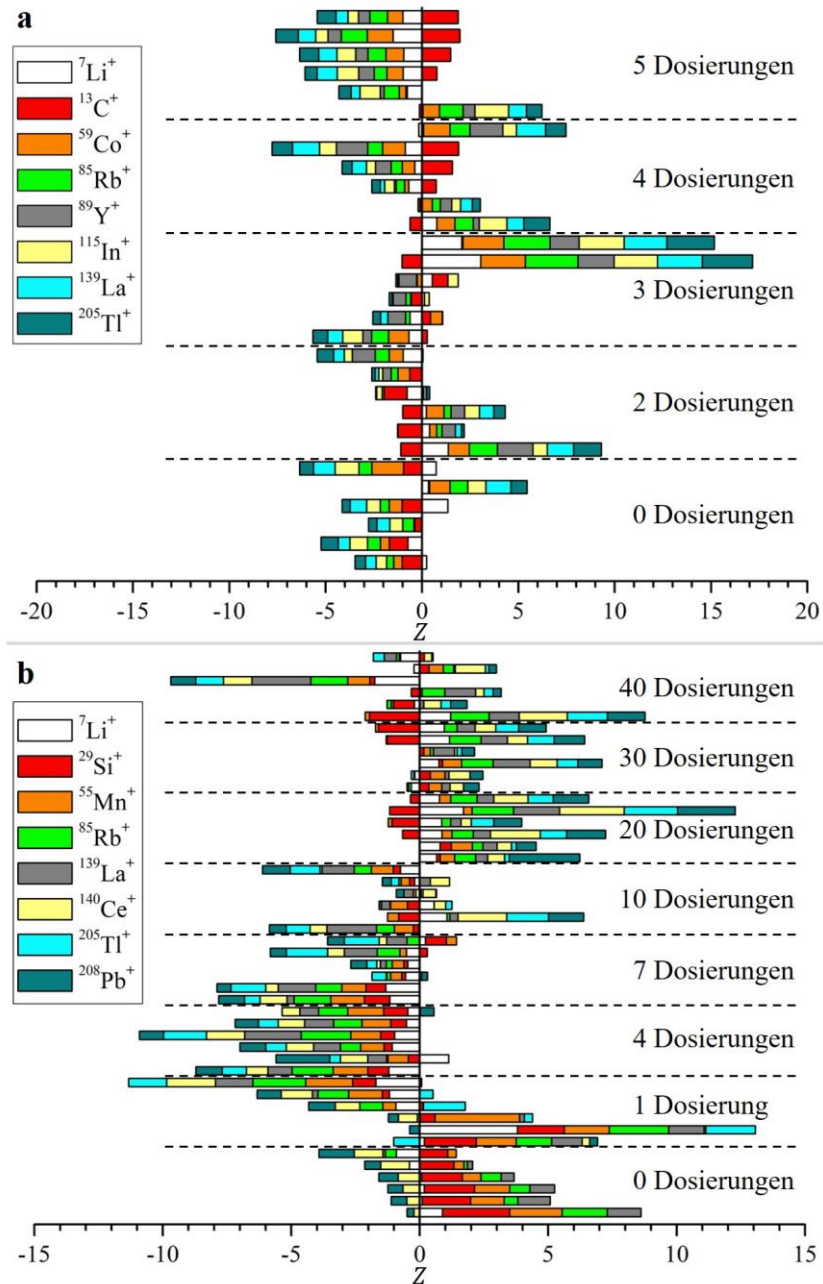 a
⁷Li⁺
¹³C⁺
⁵⁹Co⁺
⁸⁵Rb⁺
⁸⁹Y⁺
¹¹⁵In⁺
¹³⁹La⁺
²⁰⁵Tl⁺
5 Dosierungen
4 Dosierungen
3 Dosierungen
2 Dosierungen
0 Dosierungen
-20 -15 -10 -5 0 5 10 15 20
Z
b
⁷Li⁺
²⁹Si⁺
⁵⁵Mn⁺
⁸⁵Rb⁺
¹³⁹La⁺
¹⁴⁰Ce⁺
²⁰⁵Tl⁺
²⁰⁸Pb⁺
40 Dosierungen
30 Dosierungen
20 Dosierungen
10 Dosierungen
7 Dosierungen
4 Dosierungen
1 Dosierung
0 Dosierungen
-15 -10 -5 0 5 10 15
Z